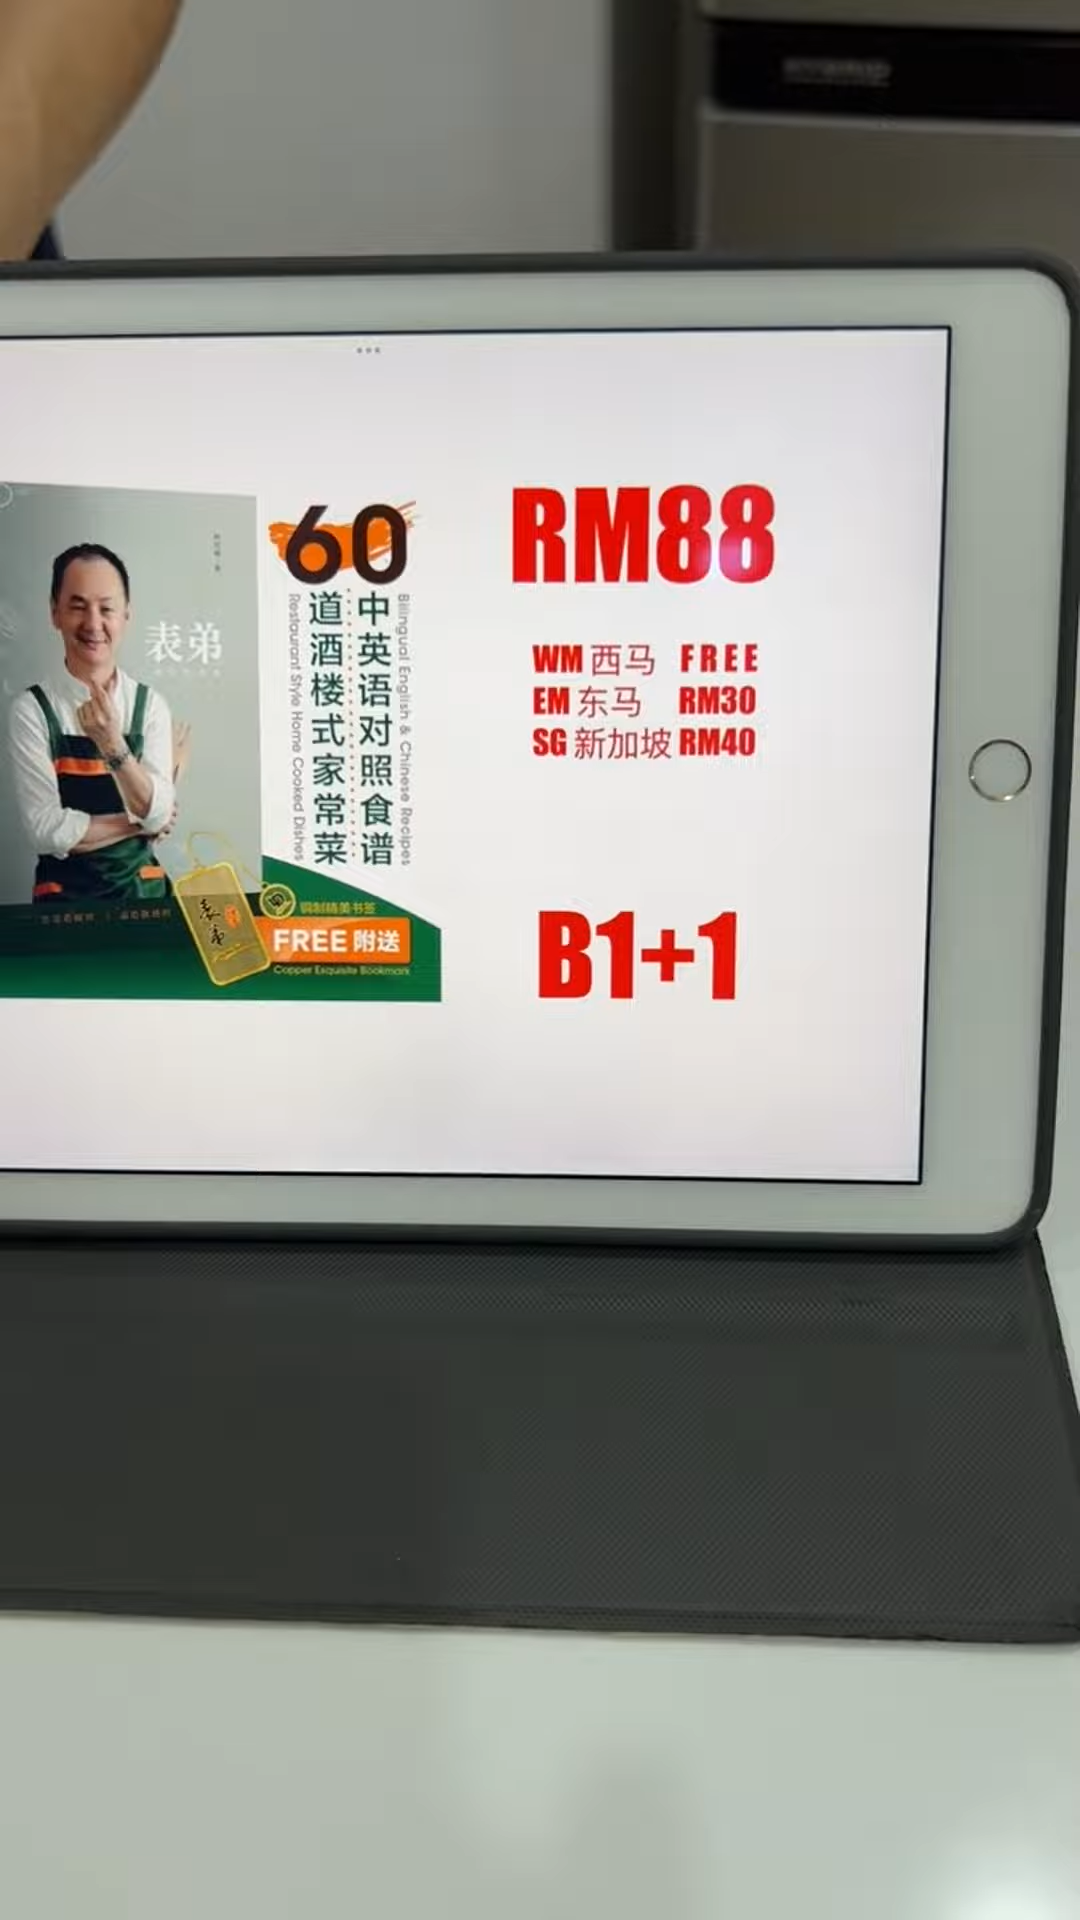 60
道酒楼式家常菜
中英语对照食谱
Restaurant Style Home Cooked Dishes
Bilingual English & Chinese Recipes
表弟
表弟
铜制精美书签
FREE 附送
Copper Exquisite Bookmark
RM88
WM 西马 FREE
EM 东马 RM30
SG 新加坡 RM40
B1+1